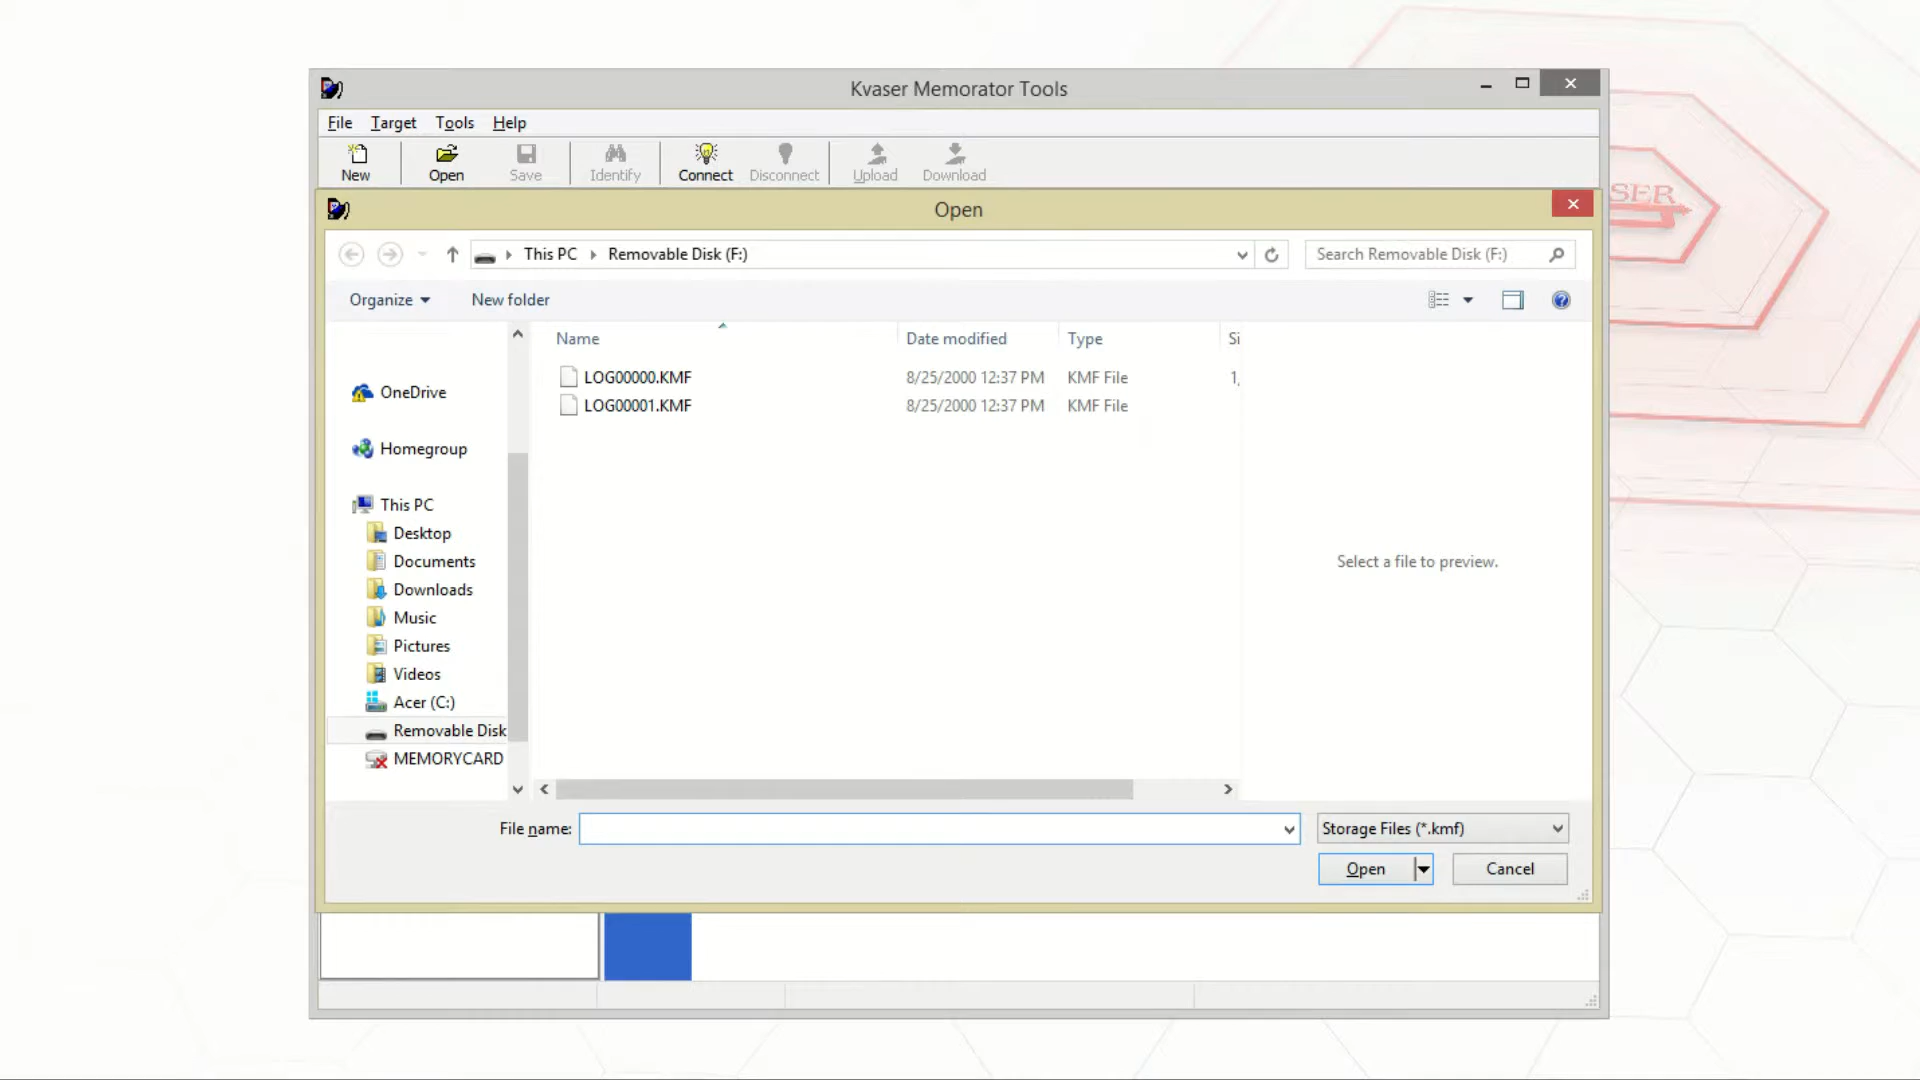 Kvaser Memorator Tools
File Target Tools Help
New Open Save Identify Connect Disconnect Upload Download
Open
This PC Removable Disk (F:) Search Removable Disk (F:)
Organize New folder
Name Date modified Type Si
LOG00000.KMF 8/25/2000 12:37 PM KMF File 1,
LOG00001.KMF 8/25/2000 12:37 PM KMF File
OneDrive
Homegroup
This PC
Desktop
Documents
Downloads
Music
Pictures
Videos
Acer (C:)
Removable Disk
MEMORYCARD
Select a file to preview.
File name: Storage Files (*.kmf)
Open Cancel
SER